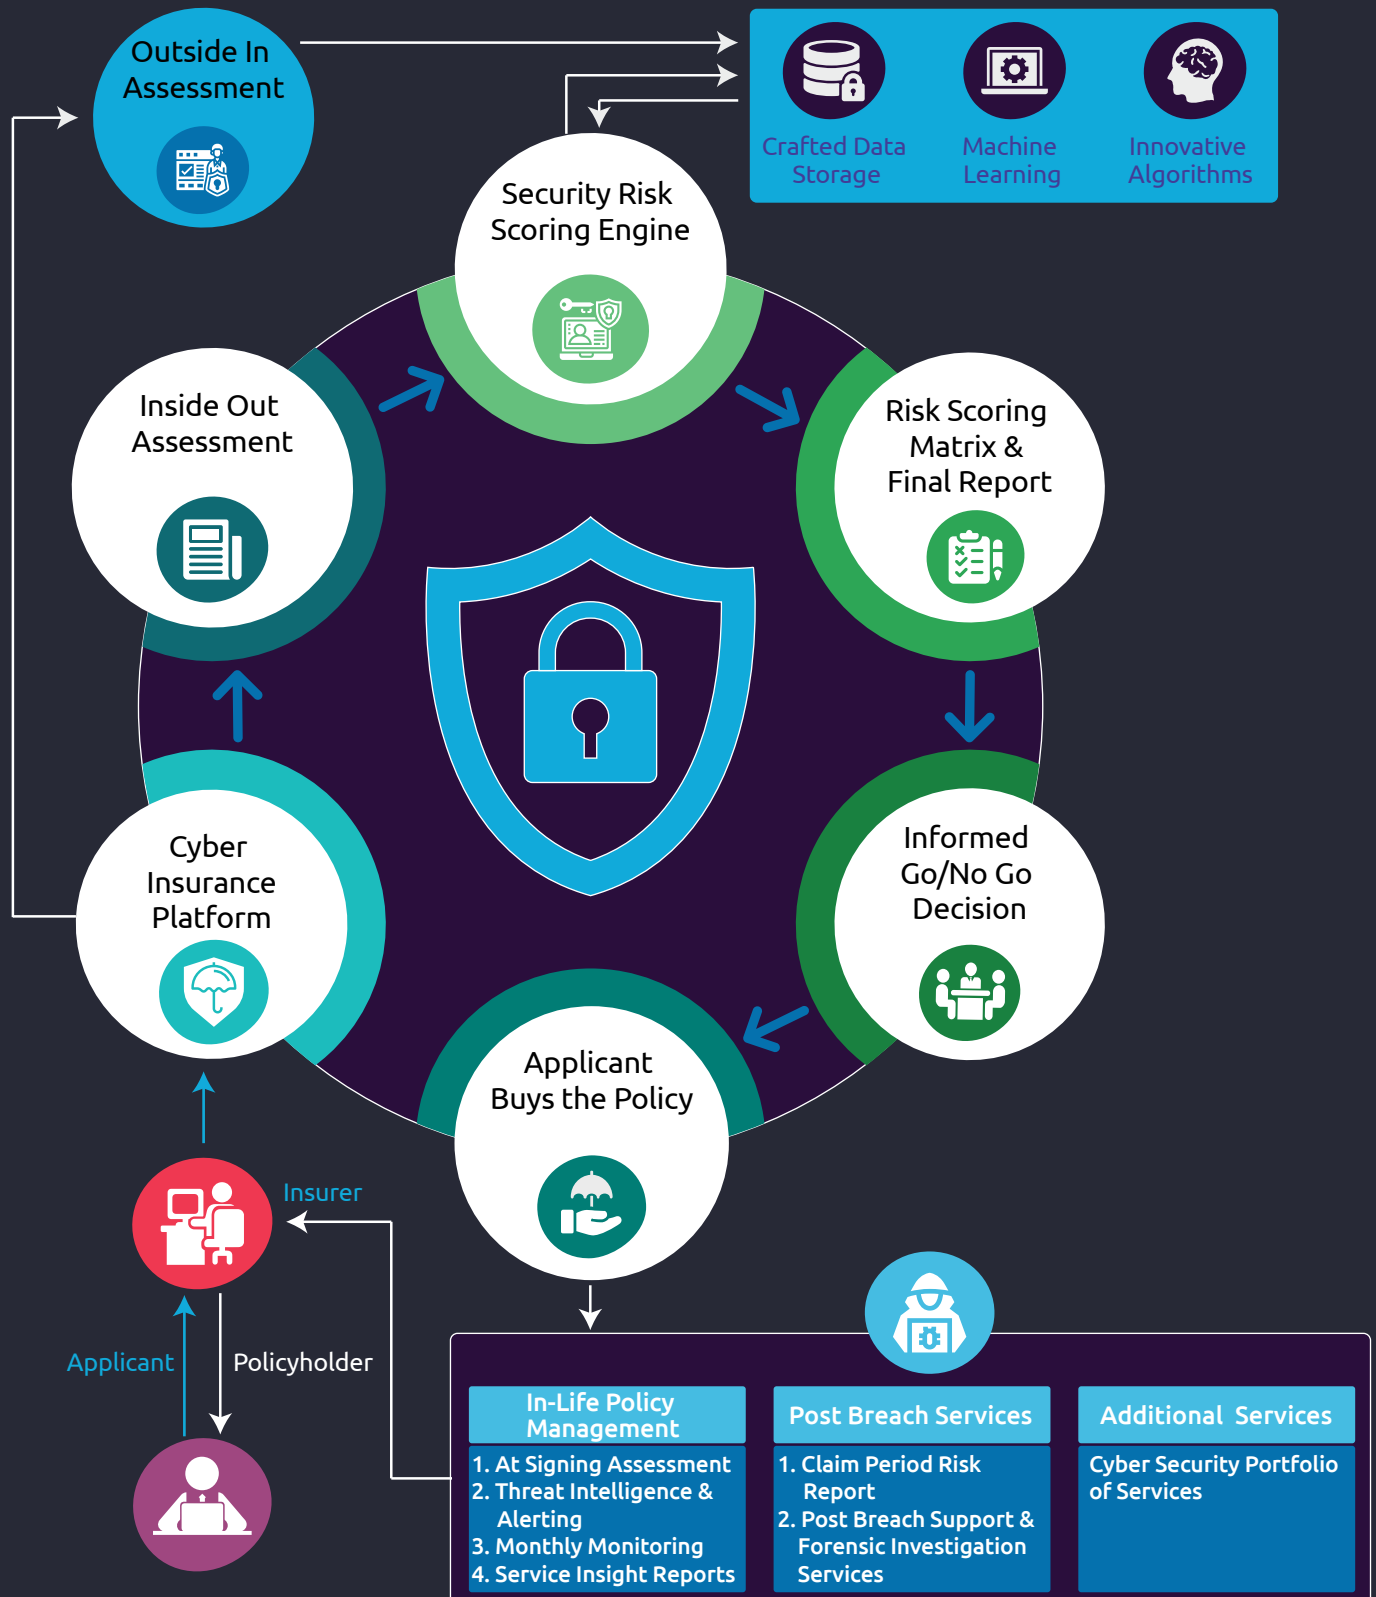 Outside In
Assessment
Crafted Data
Storage
Machine
Learning
Innovative
Algorithms
Security Risk
Scoring Engine
Inside Out
Assessment
Risk Scoring
Matrix &
Final Report
Cyber
Insurance
Platform
Informed
Go/No Go
Decision
Applicant
Buys the Policy
Insurer
Applicant
Policyholder
In-Life Policy
Management
1. At Signing Assessment
2. Threat Intelligence &
Alerting
3. Monthly Monitoring
4. Service Insight Reports
Post Breach Services
1. Claim Period Risk
Report
2. Post Breach Support &
Forensic Investigation
Services
Additional Services
Cyber Security Portfolio
of Services